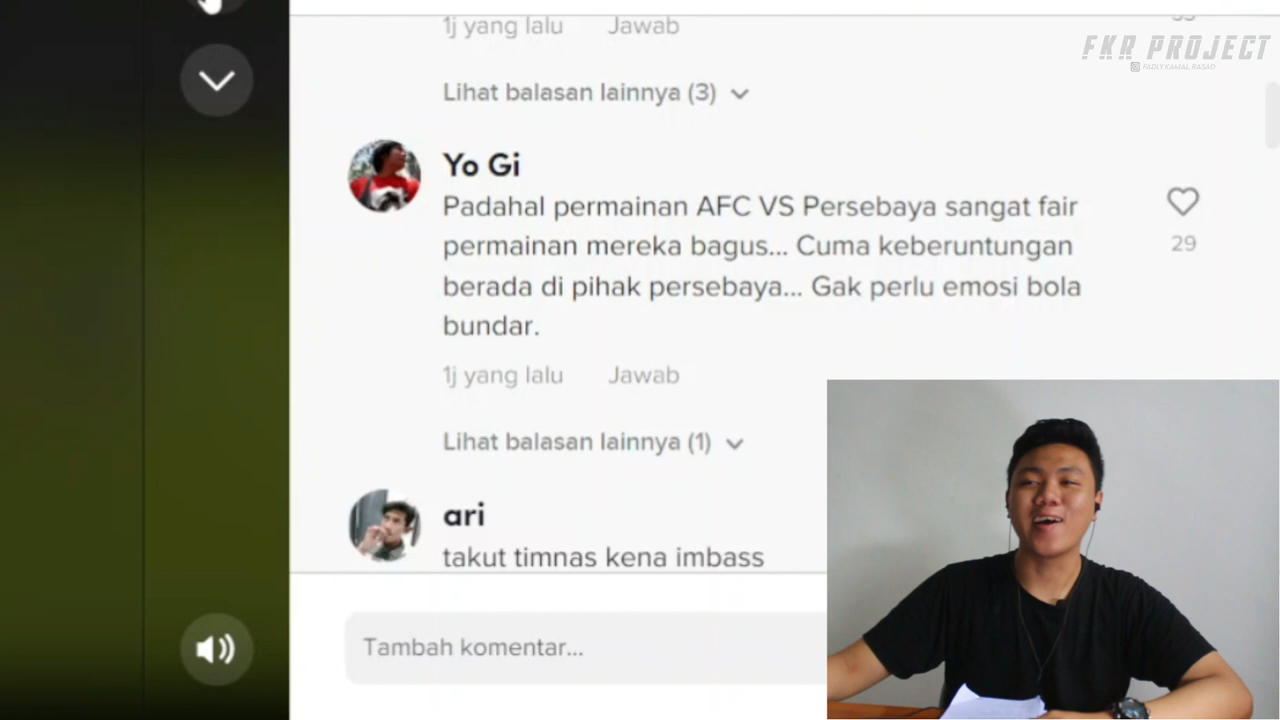 1j yang lalu Jawab
FKR PROJECT
FADLYKAMAL RASAD
Lihat balasan lainnya (3)
Yo Gi
Padahal permainan AFC VS Persebaya sangat fair
permainan mereka bagus... Cuma keberuntungan
berada di pihak persebaya... Gak perlu emosi bola
bundar.
29
1j yang lalu Jawab
Lihat balasan lainnya (1)
ari
takut timnas kena imbass
Tambah komentar...